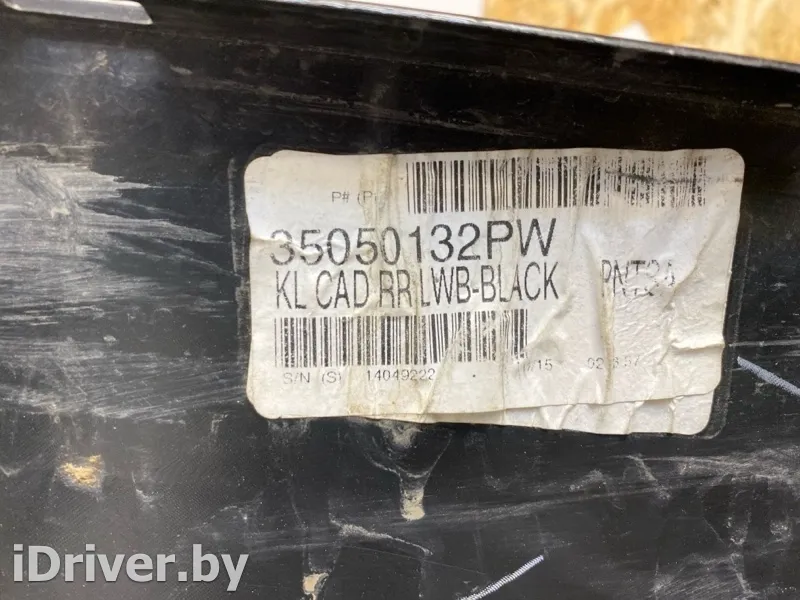 P# (P)
35050132PW
KL CAD RR LWB-BLACK
S/N (S) 14049222
iDriver.by